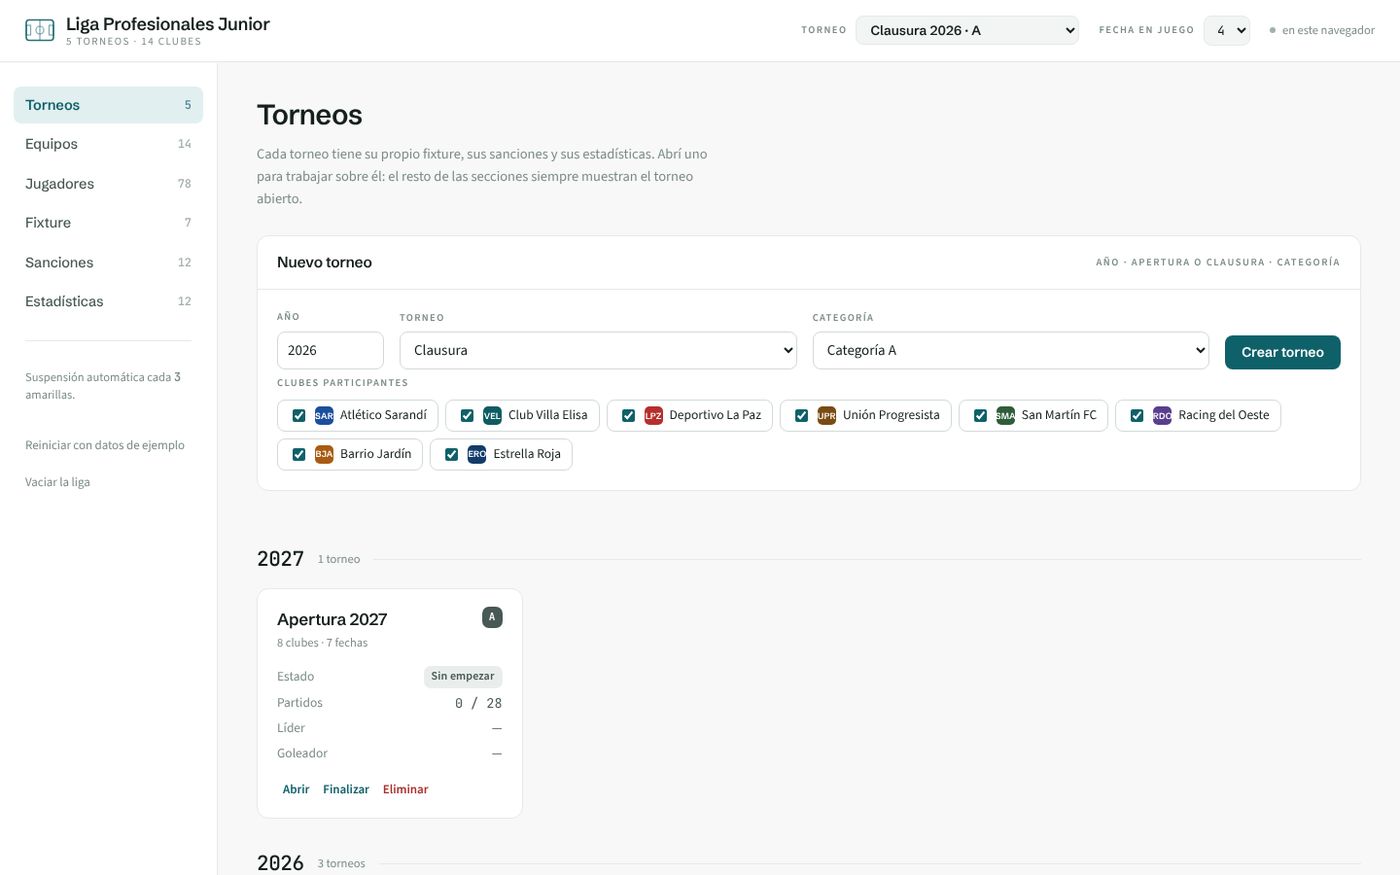 Liga Profesionales Junior
5 TORNEOS · 14 CLUBES
TORNEO
Clausura 2026 · A
FECHA EN JUEGO
4
en este navegador
Torneos 5
Equipos 14
Jugadores 78
Fixture 7
Sanciones 12
Estadísticas 12
Suspensión automática cada 3
amarillas.
Reiniciar con datos de ejemplo
Vaciar la liga
Torneos
Cada torneo tiene su propio fixture, sus sanciones y sus estadísticas. Abrí uno
para trabajar sobre él: el resto de las secciones siempre muestran el torneo
abierto.
Nuevo torneo
AÑO · APERTURA O CLAUSURA · CATEGORÍA
AÑO
TORNEO
CATEGORÍA
2026
Clausura
Categoría A
Crear torneo
CLUBES PARTICIPANTES
SAR Atlético Sarandí
VEL Club Villa Elisa
LPZ Deportivo La Paz
UPR Unión Progresista
SMA San Martín FC
RDO Racing del Oeste
BJA Barrio Jardín
ERO Estrella Roja
2027 1 torneo
Apertura 2027 A
8 clubes · 7 fechas
Estado Sin empezar
Partidos 0 / 28
Líder —
Goleador —
Abrir Finalizar Eliminar
2026 3 torneos